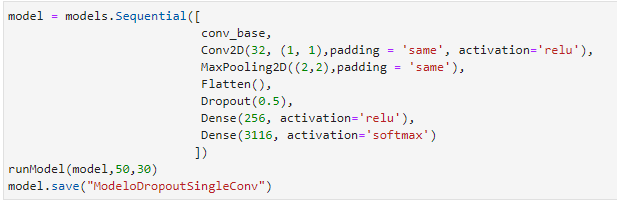 model = models.Sequential([
                           conv_base,
                           Conv2D(32, (1, 1),padding = 'same', activation='relu'),
                           MaxPooling2D((2,2),padding = 'same'),
                           Flatten(),
                           Dropout(0.5),
                           Dense(256, activation='relu'),
                           Dense(3116, activation='softmax')
                          ])
runModel(model,50,30)
model.save("ModeloDropoutSingleConv")